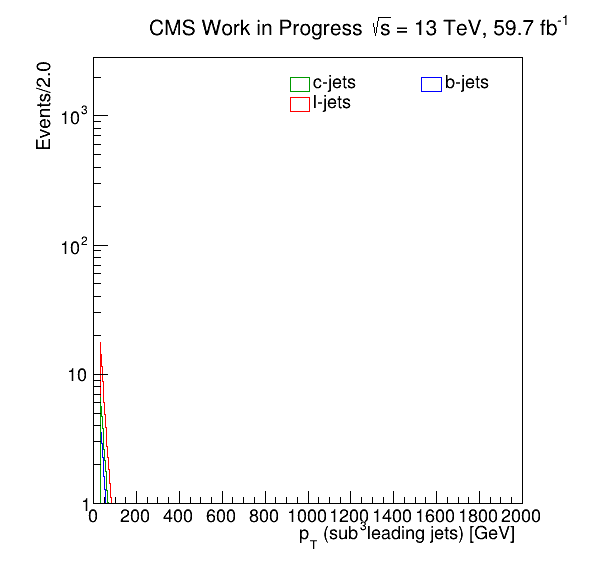 CMS Work in Progress √s = 13 TeV, 59.7 fb⁻¹
Events/2.0
c-jets b-jets
l-jets
10³
10²
10
1
0 200 400 600 800 1000 1200 1400 1600 1800 2000
p_T (sub³leading jets) [GeV]